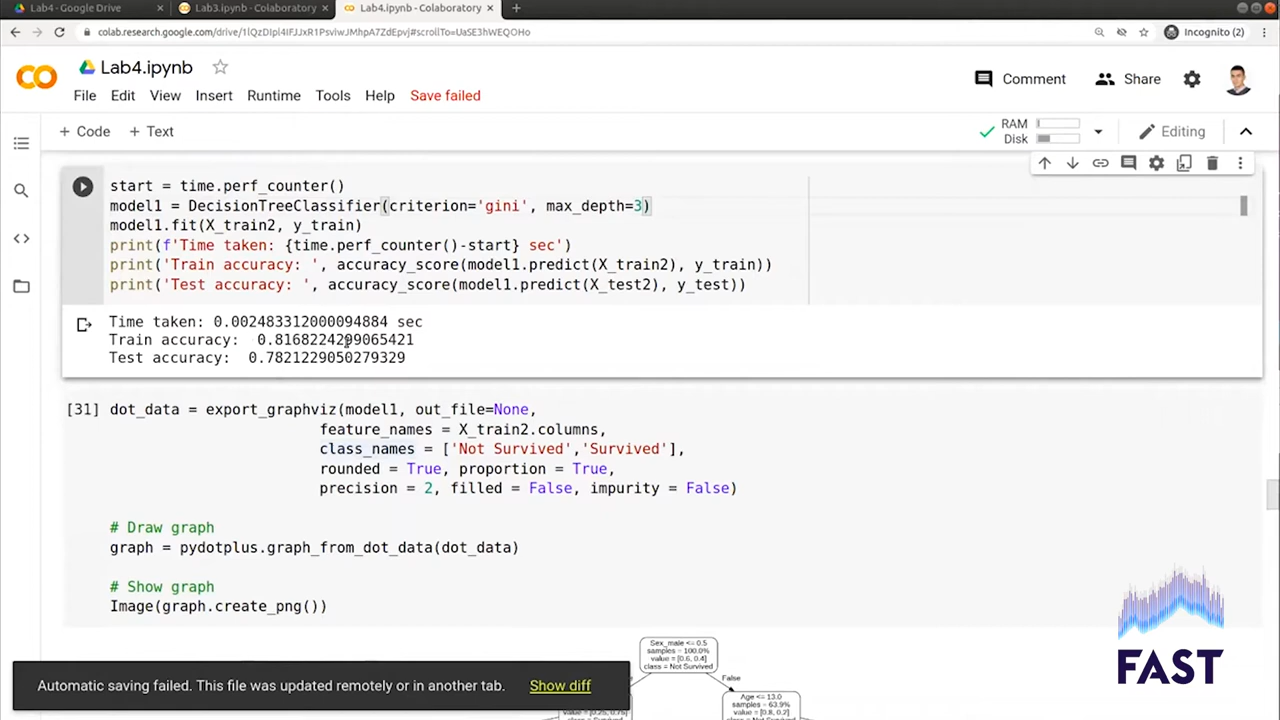 Lab4 - Google Drive
Lab3.ipynb - Colaboratory
Lab4.ipynb - Colaboratory
colab.research.google.com/drive/1lQzDIpl4IFJJxR1PsviwJMhpA7ZdEpvj#scrollTo=UaSE3hWEQOHo
Incognito (2)
Lab4.ipynb
Comment
Share
File Edit View Insert Runtime Tools Help Save failed
+ Code + Text
RAM
Disk
Editing
start = time.perf_counter()
model1 = DecisionTreeClassifier(criterion='gini', max_depth=3)
model1.fit(X_train2, y_train)
print(f'Time taken: {time.perf_counter()-start} sec')
print('Train accuracy: ', accuracy_score(model1.predict(X_train2), y_train))
print('Test accuracy: ', accuracy_score(model1.predict(X_test2), y_test))
Time taken: 0.002483312000094884 sec
Train accuracy:  0.8168224299065421
Test accuracy:  0.7821229050279329
[31] dot_data = export_graphviz(model1, out_file=None,
feature_names = X_train2.columns,
class_names = ['Not Survived','Survived'],
rounded = True, proportion = True,
precision = 2, filled = False, impurity = False)
# Draw graph
graph = pydotplus.graph_from_dot_data(dot_data)
# Show graph
Image(graph.create_png())
Sex_male <= 0.5
samples = 100.0%
value = [0.6, 0.4]
class = Not Survived
False
Age <= 13.0
samples = 63.9%
value = [0.8, 0.2]
Automatic saving failed. This file was updated remotely or in another tab. Show diff
FAST